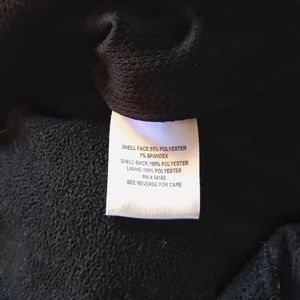 SHELL FACE:93% POLYESTER
7% SPANDEX
SHELL BACK:100% POLYESTER
LINING:100% POLYESTER
RN # 54163
SEE REVERSE FOR CARE